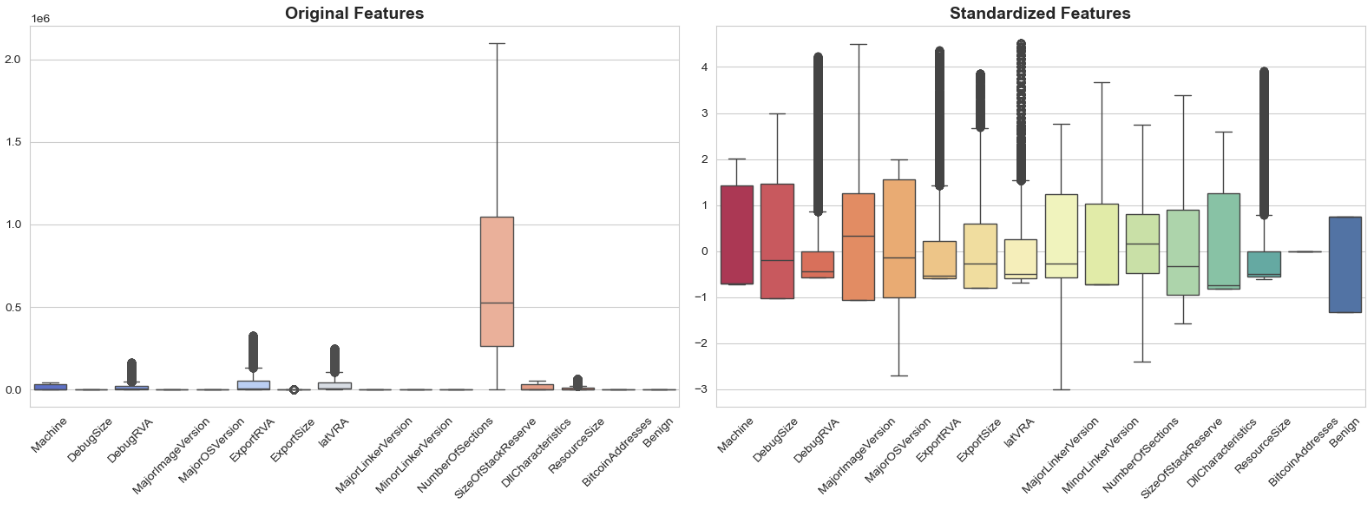 Original Features
1e6
2.0
1.5
1.0
0.5
0.0
Machine
DebugSize
DebugRVA
MajorImageVersion
MajorOSVersion
ExportRVA
ExportSize
IatVRA
MajorLinkerVersion
MinorLinkerVersion
NumberOfSections
SizeOfStackReserve
DllCharacteristics
ResourceSize
BitcoinAddresses
Benign
Standardized Features
4
3
2
1
0
−1
−2
−3
Machine
DebugSize
DebugRVA
MajorImageVersion
MajorOSVersion
ExportRVA
ExportSize
IatVRA
MajorLinkerVersion
MinorLinkerVersion
NumberOfSections
SizeOfStackReserve
DllCharacteristics
ResourceSize
BitcoinAddresses
Benign